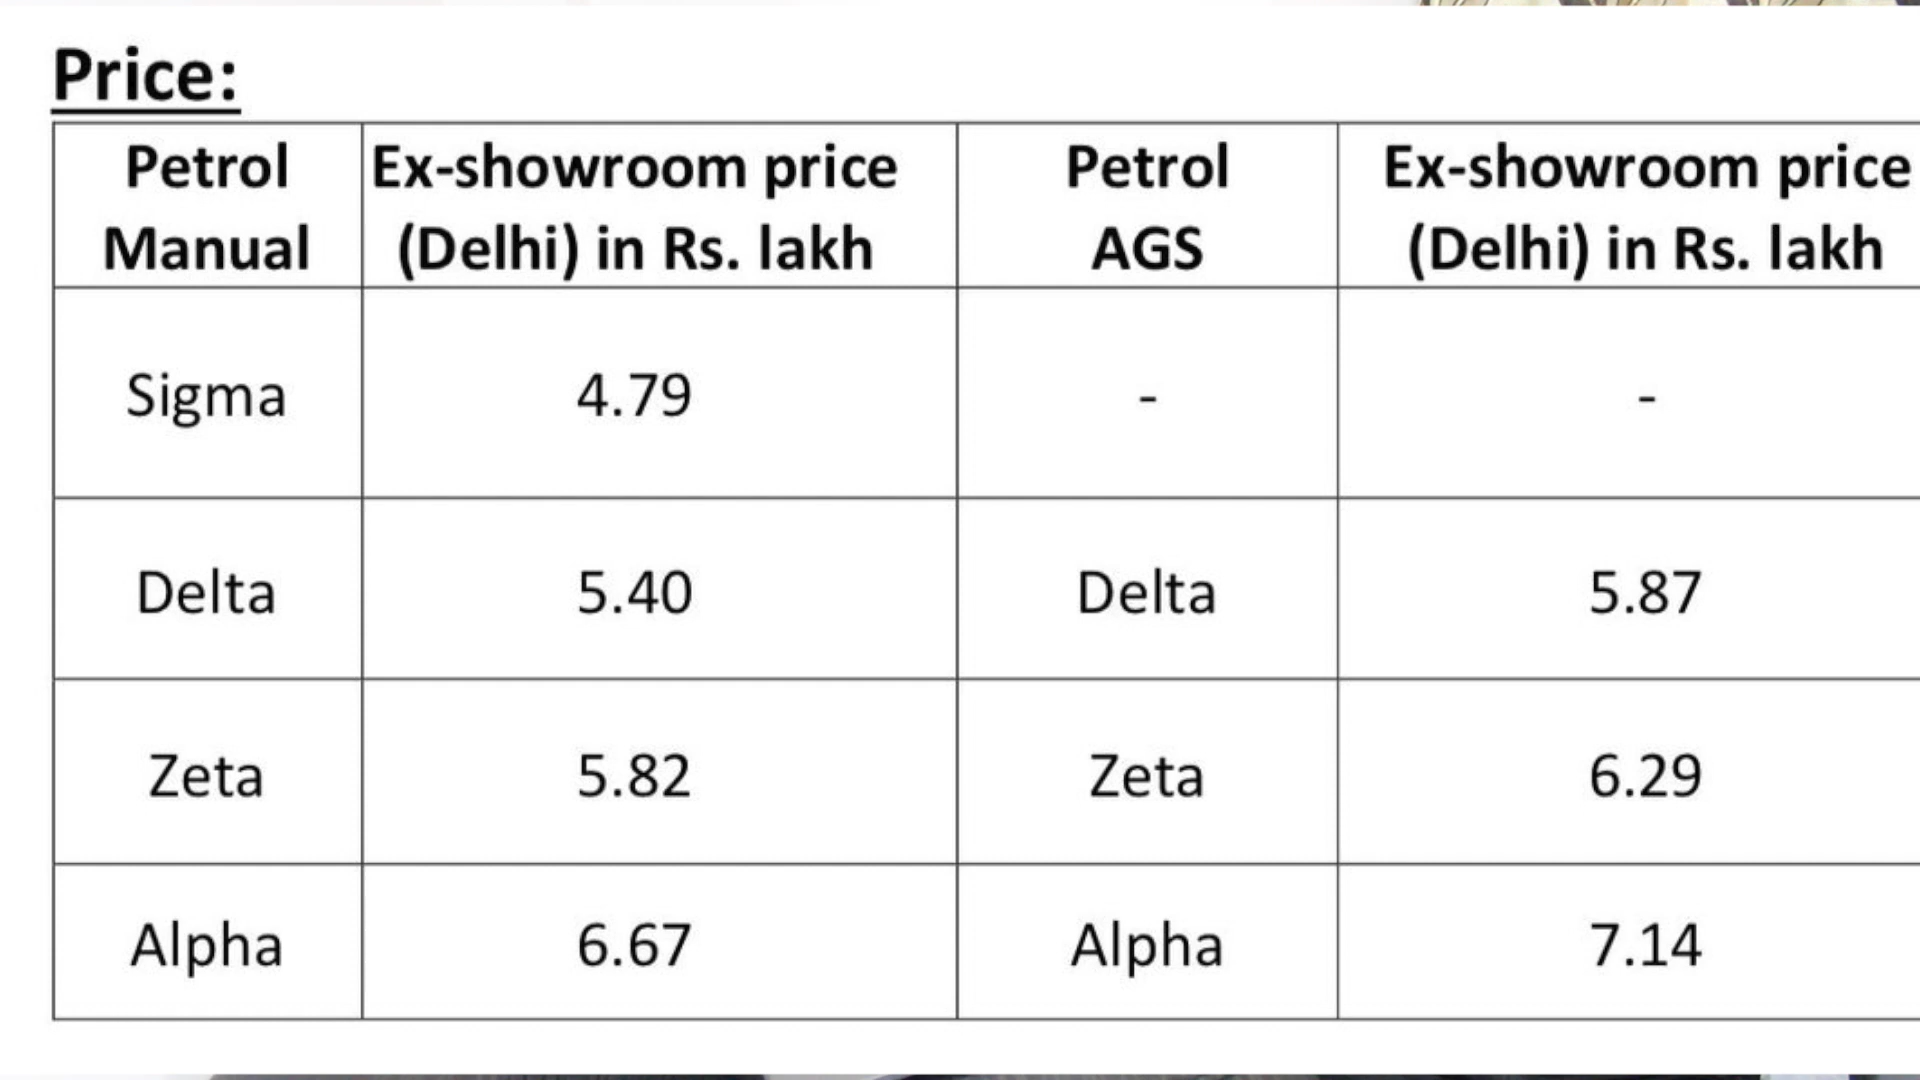 Price:
Petrol Manual Ex-showroom price (Delhi) in Rs. lakh Petrol AGS Ex-showroom price (Delhi) in Rs. lakh
Sigma 4.79 - -
Delta 5.40 Delta 5.87
Zeta 5.82 Zeta 6.29
Alpha 6.67 Alpha 7.14